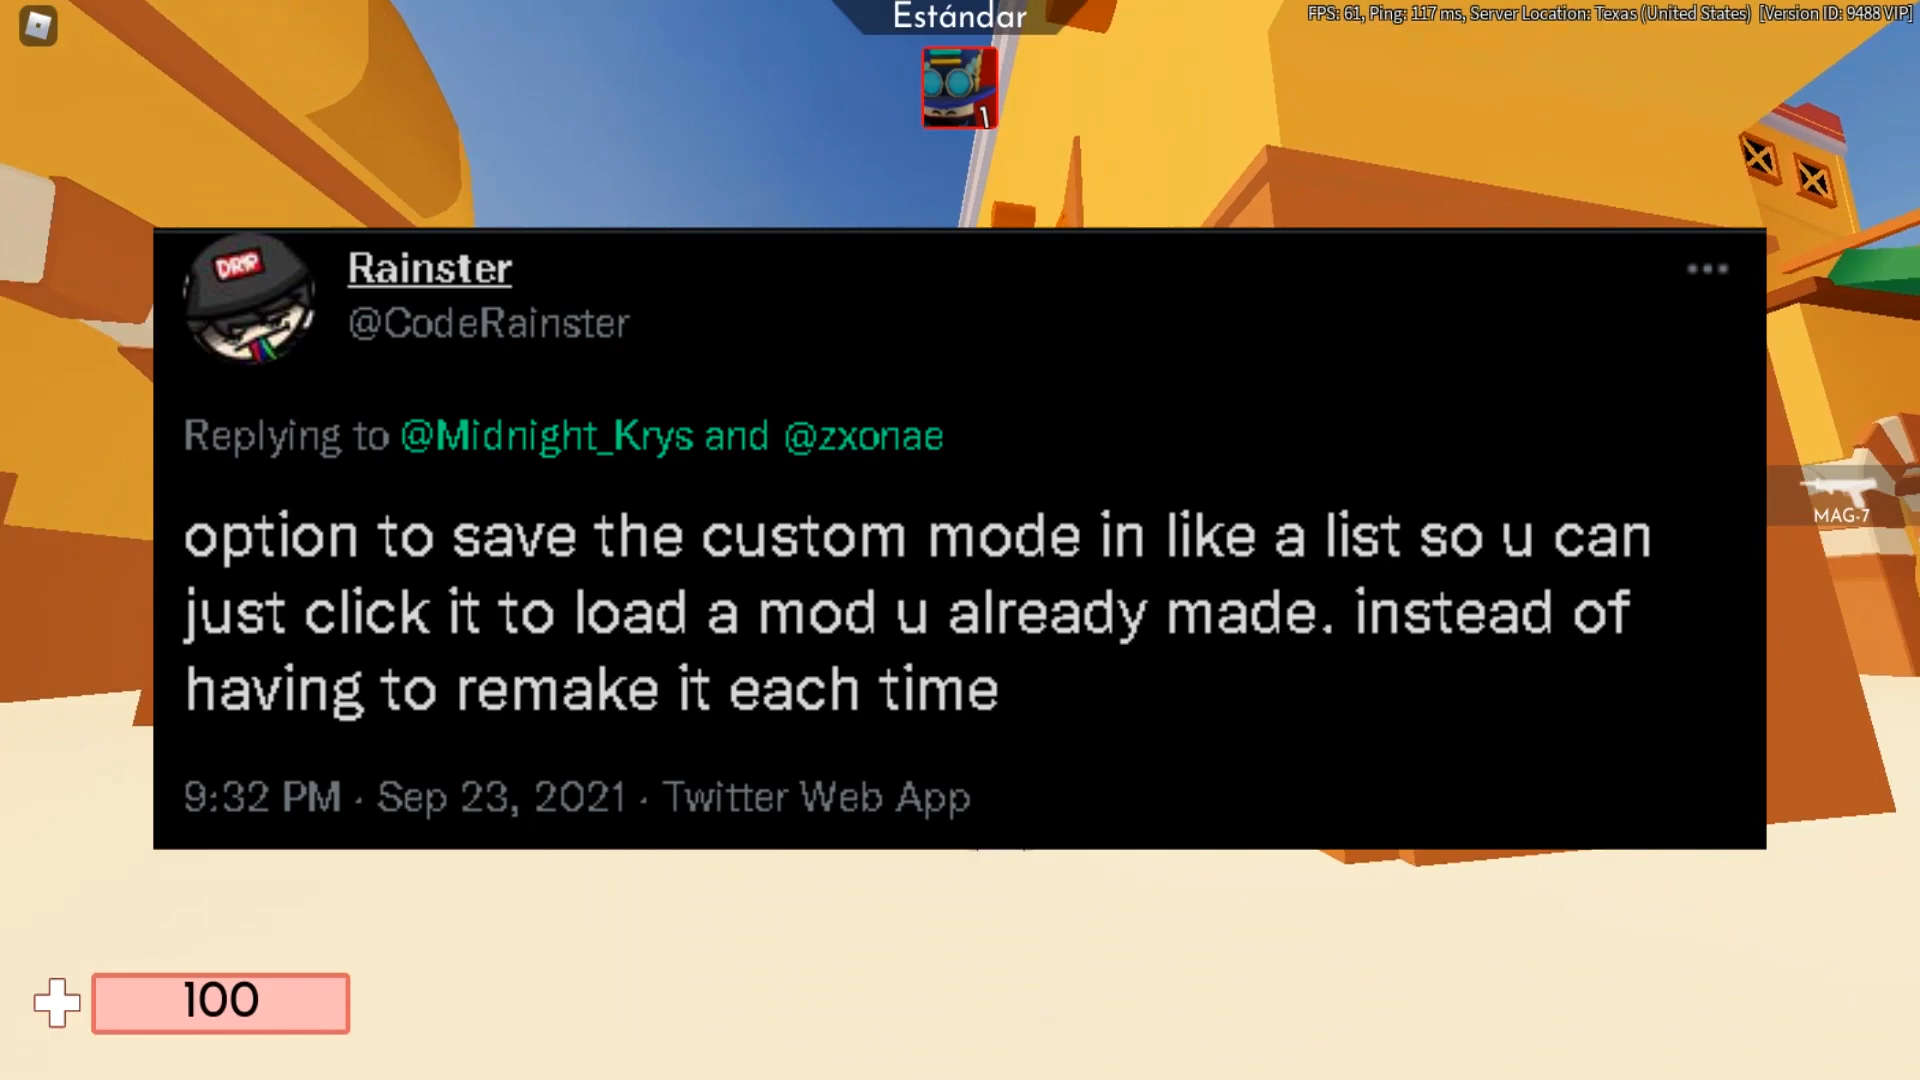 Estándar
FPS: 61, Ping: 117 ms, Server Location: Texas (United States) [Version ID: 9488 VIP]
1
DRIP
Rainster
@CodeRainster
Replying to @Midnight_Krys and @zxonae
option to save the custom mode in like a list so u can
just click it to load a mod u already made. instead of
having to remake it each time
9:32 PM · Sep 23, 2021 · Twitter Web App
MAG-7
100